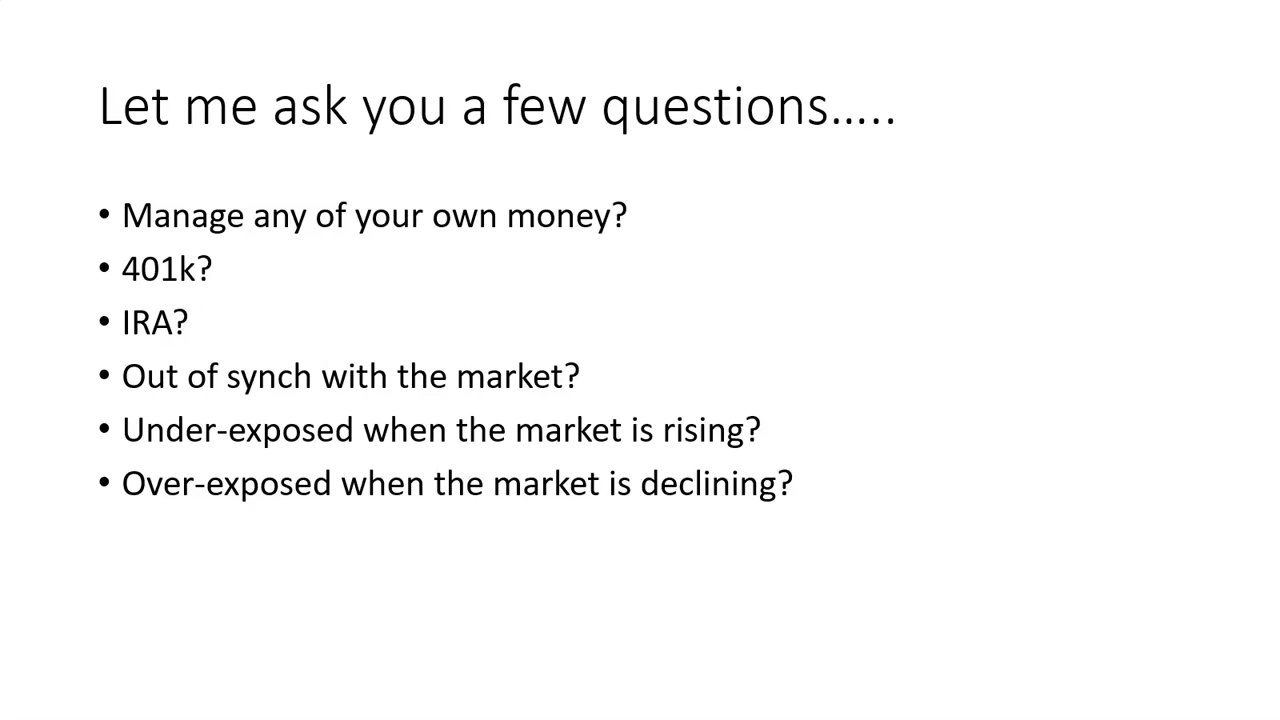 Let me ask you a few questions…..
• Manage any of your own money?
• 401k?
• IRA?
• Out of synch with the market?
• Under-exposed when the market is rising?
• Over-exposed when the market is declining?